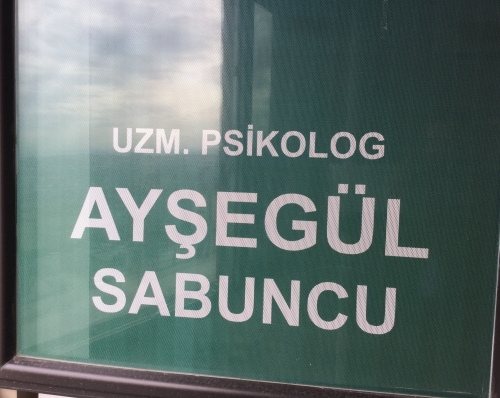 UZM. PSİKOLOG
AYŞEGÜL
SABUNCU